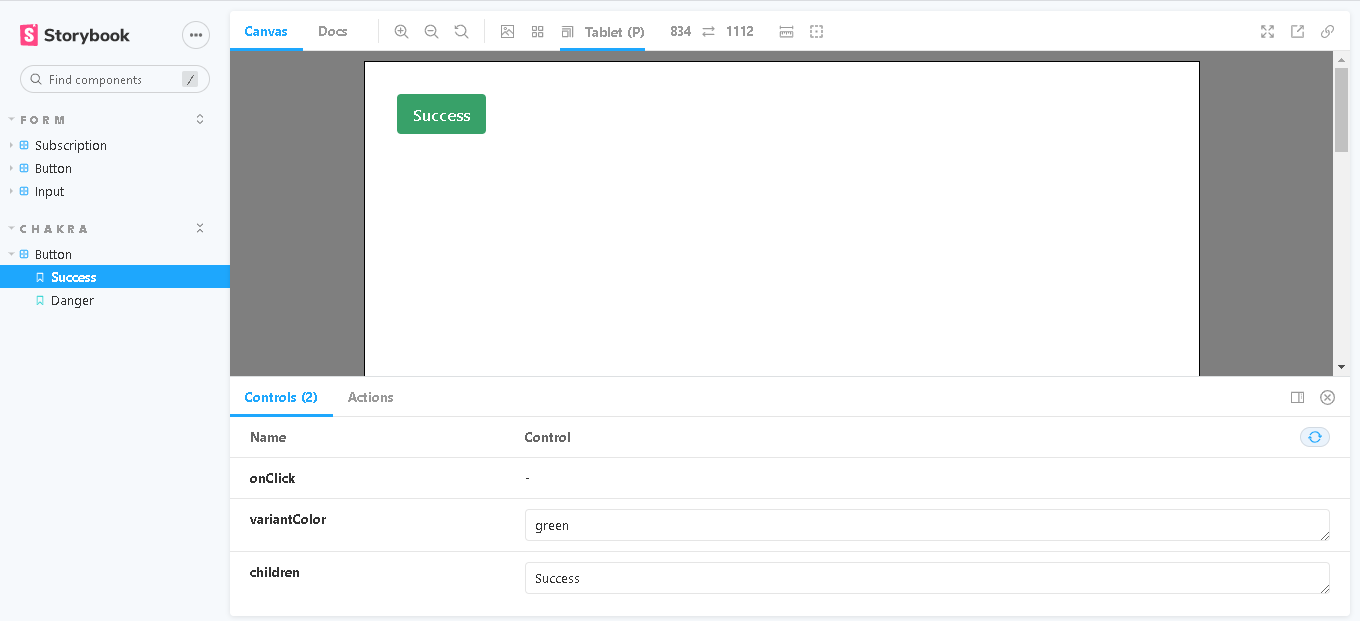 Storybook
Find components /
FORM
Subscription
Button
Input
CHAKRA
Button
Success
Danger
Canvas Docs Tablet (P) 834 1112
Success
Controls (2) Actions
Name Control
onClick -
variantColor green
children Success